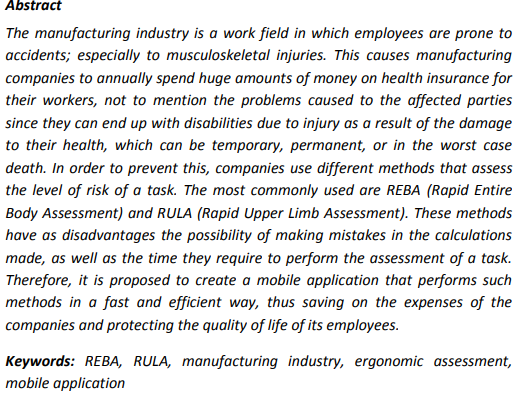 Abstract
The manufacturing industry is a work field in which employees are prone to
accidents; especially to musculoskeletal injuries. This causes manufacturing
companies to annually spend huge amounts of money on health insurance for
their workers, not to mention the problems caused to the affected parties
since they can end up with disabilities due to injury as a result of the damage
to their health, which can be temporary, permanent, or in the worst case
death. In order to prevent this, companies use different methods that assess
the level of risk of a task. The most commonly used are REBA (Rapid Entire
Body Assessment) and RULA (Rapid Upper Limb Assessment). These methods
have as disadvantages the possibility of making mistakes in the calculations
made, as well as the time they require to perform the assessment of a task.
Therefore, it is proposed to create a mobile application that performs such
methods in a fast and efficient way, thus saving on the expenses of the
companies and protecting the quality of life of its employees.
Keywords: REBA, RULA, manufacturing industry, ergonomic assessment,
mobile application